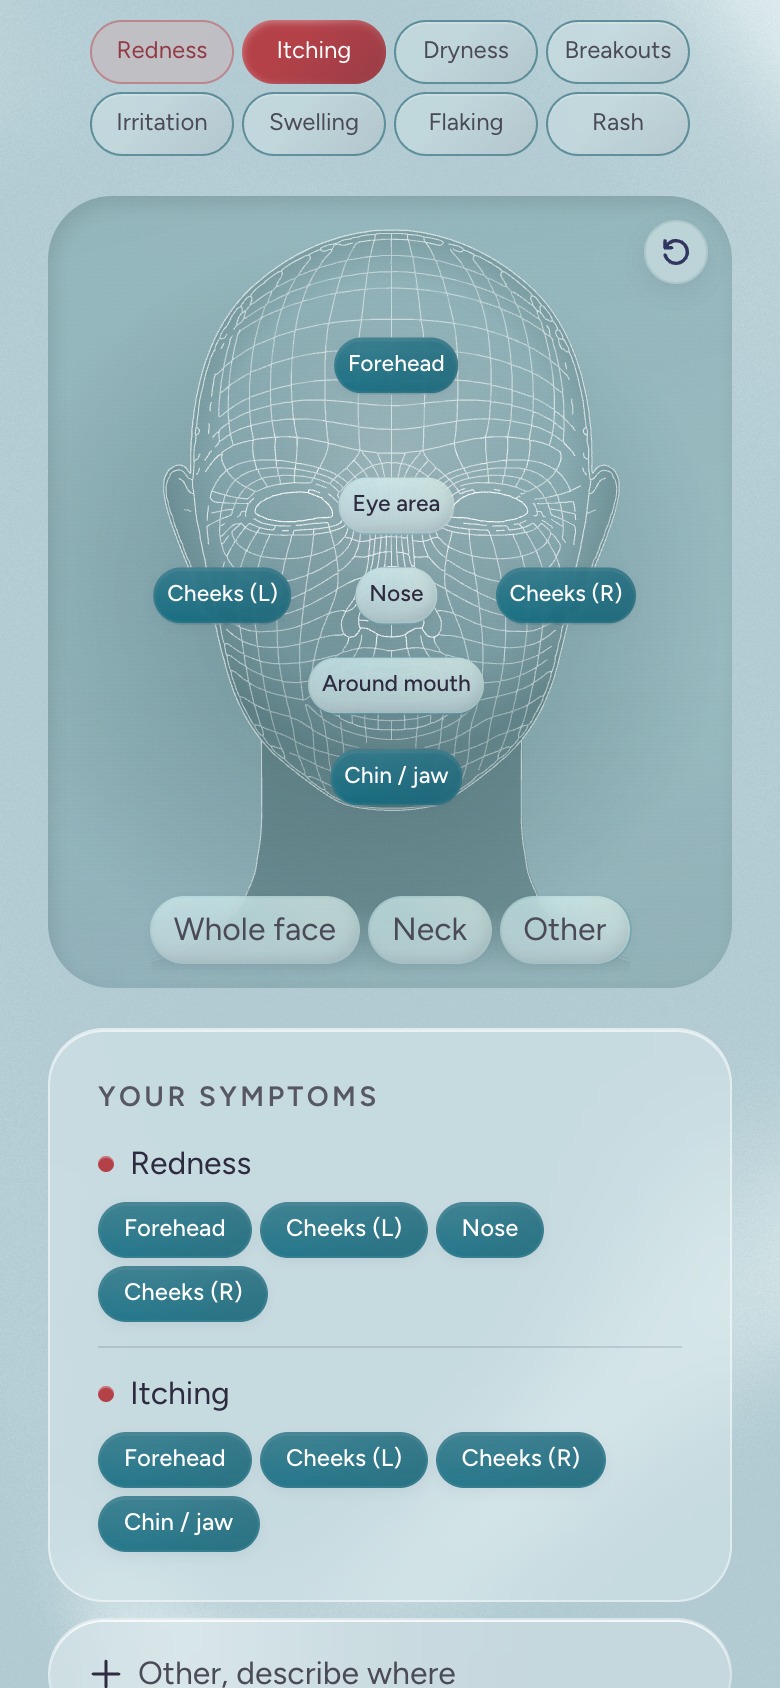 Redness Itching Dryness Breakouts
Irritation Swelling Flaking Rash
Forehead
Eye area
Cheeks (L) Nose Cheeks (R)
Around mouth
Chin / jaw
Whole face Neck Other
YOUR SYMPTOMS
Redness
Forehead Cheeks (L) Nose
Cheeks (R)
Itching
Forehead Cheeks (L) Cheeks (R)
Chin / jaw
Other, describe where